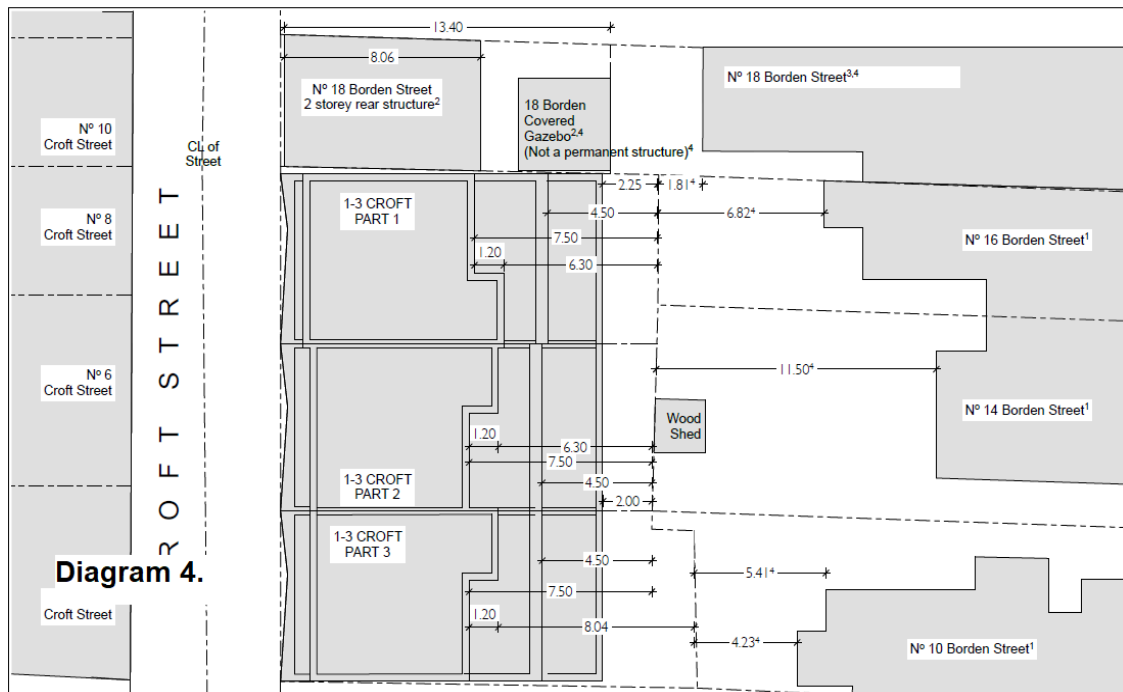 13.40
8.06
Nº 18 Borden Street
2 storey rear structure²
18 Borden
Covered
Gazebo²,⁴
(Not a permanent structure)⁴
Nº 18 Borden Street³,⁴
Nº 10
Croft Street
CL of
Street
Nº 8
Croft Street
Nº 6
Croft Street
Croft Street
ROFT STREET
Diagram 4.
1-3 CROFT
PART 1
2.25
1.81⁴
4.50
6.82⁴
7.50
1.20
6.30
Nº 16 Borden Street¹
11.50⁴
Nº 14 Borden Street¹
Wood
Shed
1.20
6.30
7.50
4.50
2.00
1-3 CROFT
PART 2
1-3 CROFT
PART 3
4.50
7.50
1.20
8.04
5.41⁴
4.23⁴
Nº 10 Borden Street¹